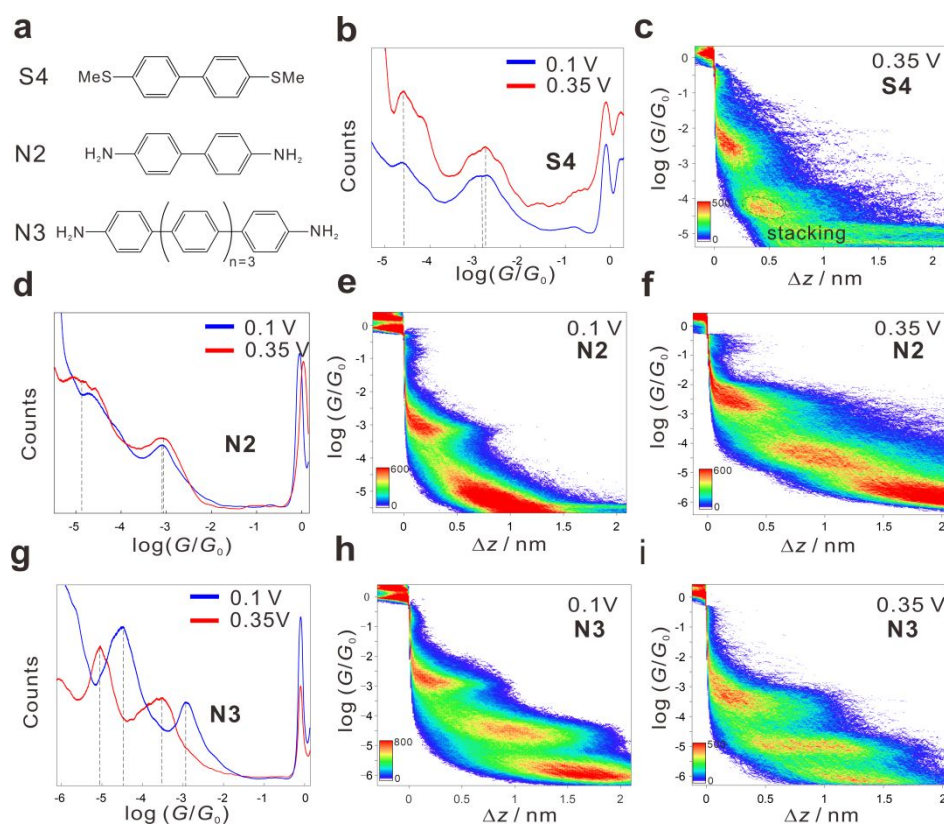 a
S4
MeS
SMe
N2
H₂N
NH₂
N3
H₂N
NH₂
n=3
b
0.1 V
0.35 V
S4
Counts
-5 -4 -3 -2 -1 0
log(G/G₀)
c
0.35 V
S4
log (G/G₀)
0
-1
-2
-3
-4
-5
0
stacking
0 0.5 1 1.5 2
Δz / nm
d
0.1 V
0.35 V
N2
Counts
-5 -4 -3 -2 -1 0
log(G/G₀)
e
0.1 V
N2
log (G/G₀)
0
-1
-2
-3
-4
-5
600
0
0 0.5 1 1.5 2
Δz / nm
f
0.35 V
N2
log (G/G₀)
0
-1
-2
-3
-4
-5
-6
600
0
0 0.5 1 1.5 2
Δz / nm
g
0.1 V
0.35V
N3
Counts
-6 -5 -4 -3 -2 -1 0
log (G/G₀)
h
0.1V
N3
log (G/G₀)
0
-1
-2
-3
-4
-5
-6
800
0
0 0.5 1 1.5 2
Δz / nm
i
0.35 V
N3
log (G/G₀)
0
-1
-2
-3
-4
-5
-6
0
0 0.5 1 1.5 2
Δz / nm